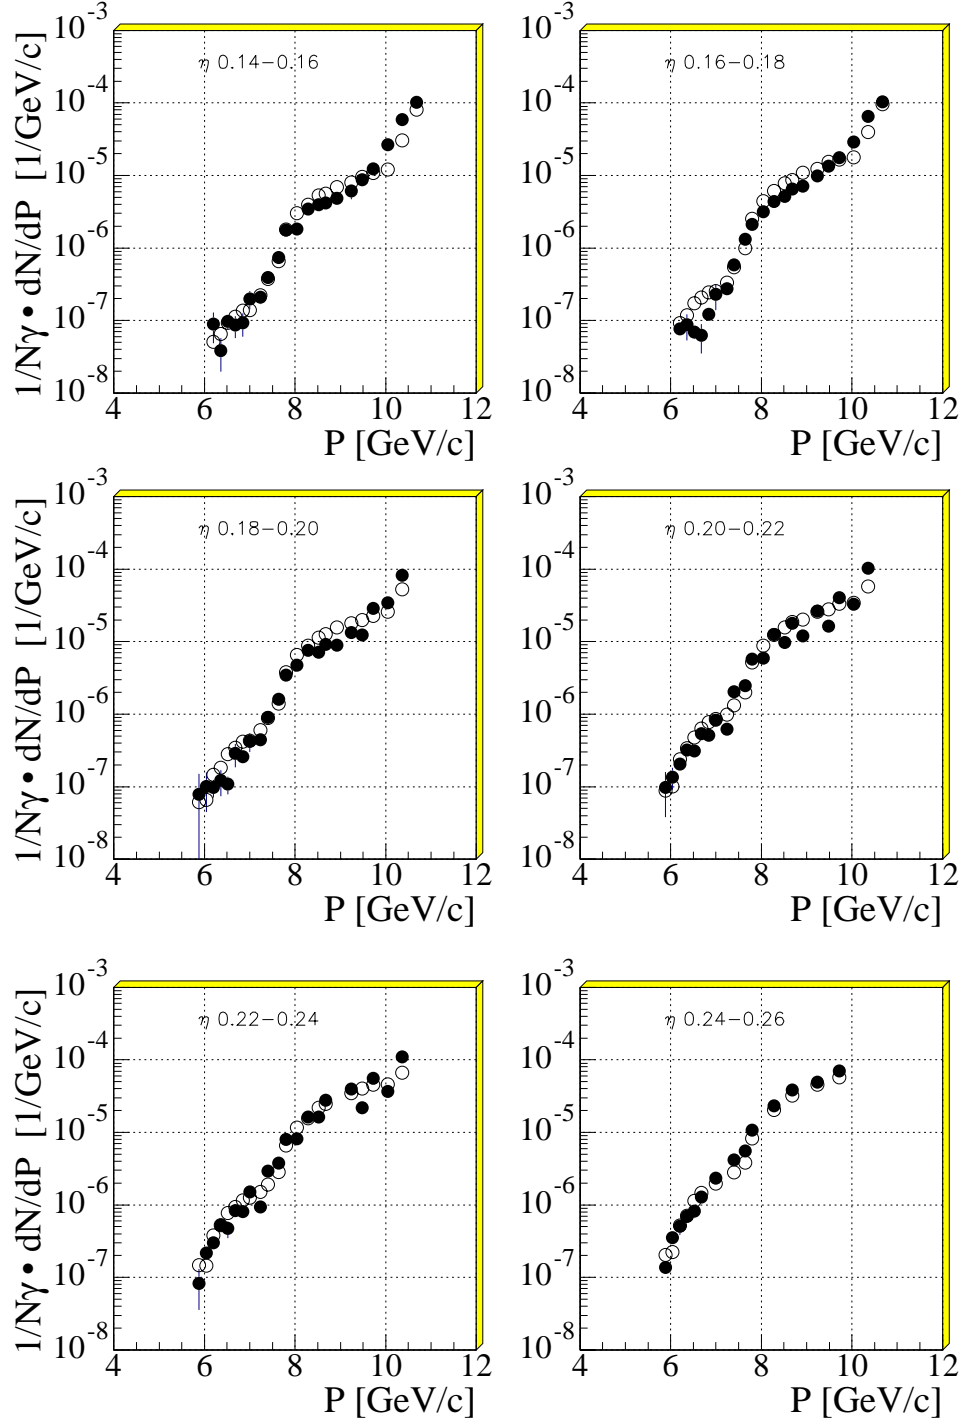 1/Nγ • dN/dP [1/GeV/c]
10-3
10-4
10-5
10-6
10-7
10-8
η 0.14−0.16
4 6 8 10 12
P [GeV/c]
10-3
10-4
10-5
10-6
10-7
10-8
η 0.16−0.18
4 6 8 10 12
P [GeV/c]
1/Nγ • dN/dP [1/GeV/c]
10-3
10-4
10-5
10-6
10-7
10-8
η 0.18−0.20
4 6 8 10 12
P [GeV/c]
10-3
10-4
10-5
10-6
10-7
10-8
η 0.20−0.22
4 6 8 10 12
P [GeV/c]
1/Nγ • dN/dP [1/GeV/c]
10-3
10-4
10-5
10-6
10-7
10-8
η 0.22−0.24
4 6 8 10 12
P [GeV/c]
10-3
10-4
10-5
10-6
10-7
10-8
η 0.24−0.26
4 6 8 10 12
P [GeV/c]